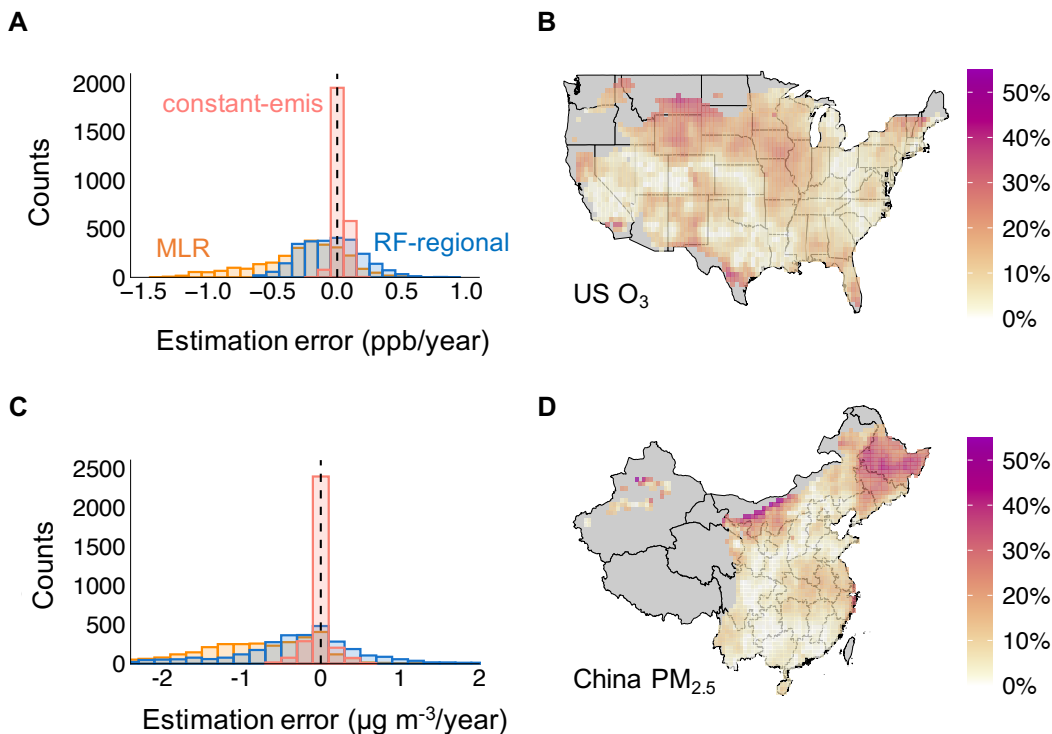 A
2000
1500
1000
500
0
Counts
constant-emis
MLR
RF-regional
−1.5
−1.0
−0.5
0.0
0.5
1.0
Estimation error (ppb/year)
B
US O₃
50%
40%
30%
20%
10%
0%
C
2500
2000
1500
1000
500
0
Counts
-2
-1
0
1
2
Estimation error (µg m⁻³/year)
D
China PM₂.₅
50%
40%
30%
20%
10%
0%